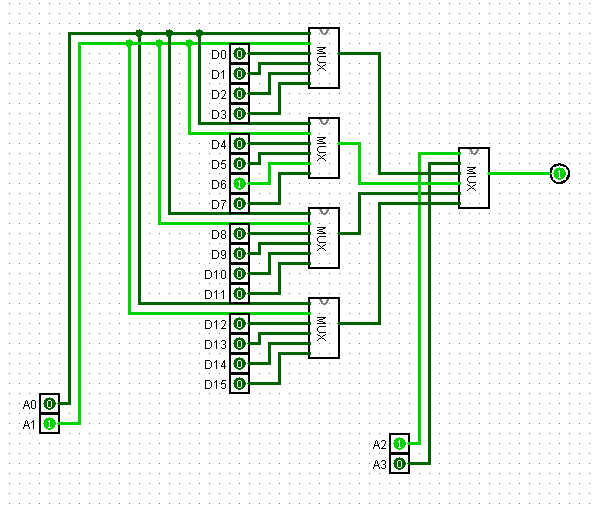 MUX
D0 0
D1 0
D2 0
D3 0
MUX
D4 0
D5 0
D6 1
D7 0
MUX
1
MUX
D8 0
D9 0
D10 0
D11 0
MUX
D12 0
D13 0
D14 0
D15 0
A0 0
A1 1
A2 1
A3 0